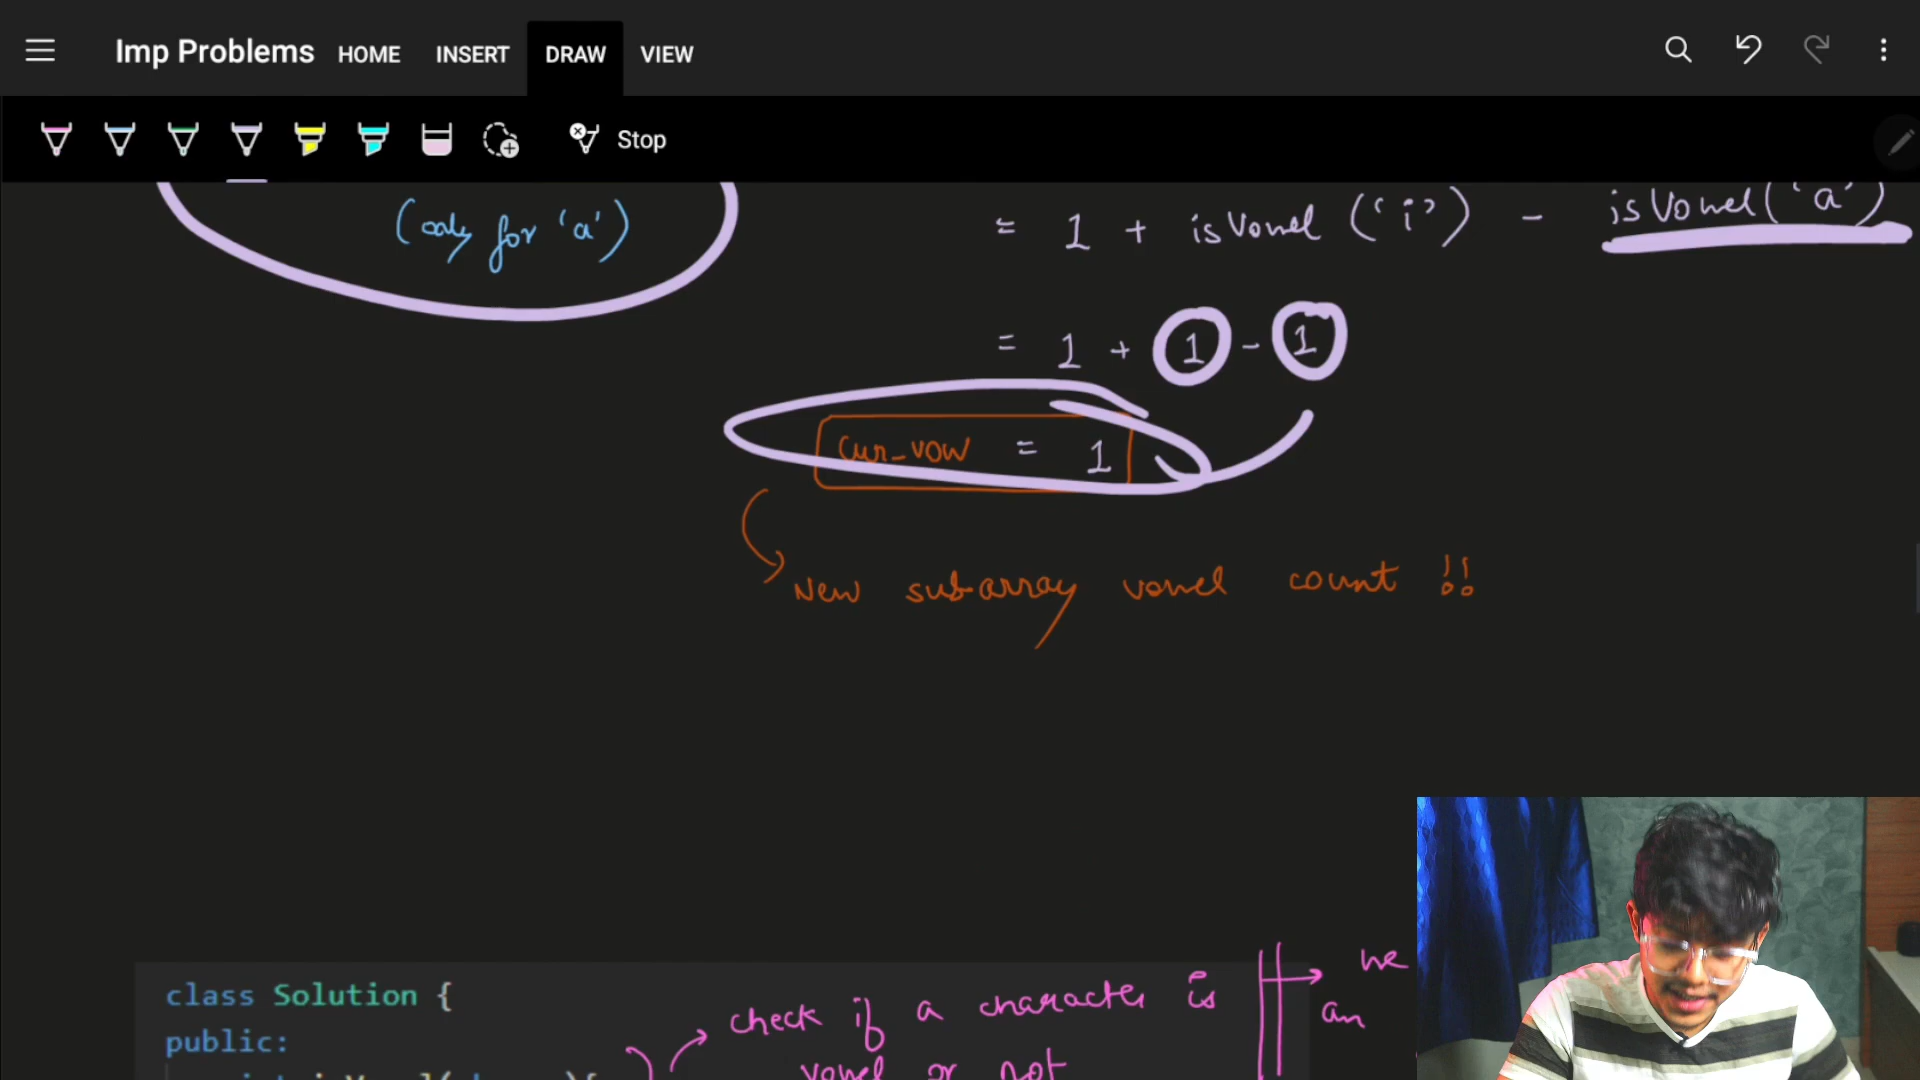 Imp Problems HOME INSERT DRAW VIEW
Stop
(only for 'a')
= 1 + isVowel ('i') - isVowel('a')
= 1 + 1 - 1
cur_vow = 1
New subarray vowel count !!
class Solution {
public:
check if a character is
vowel or not
we
an